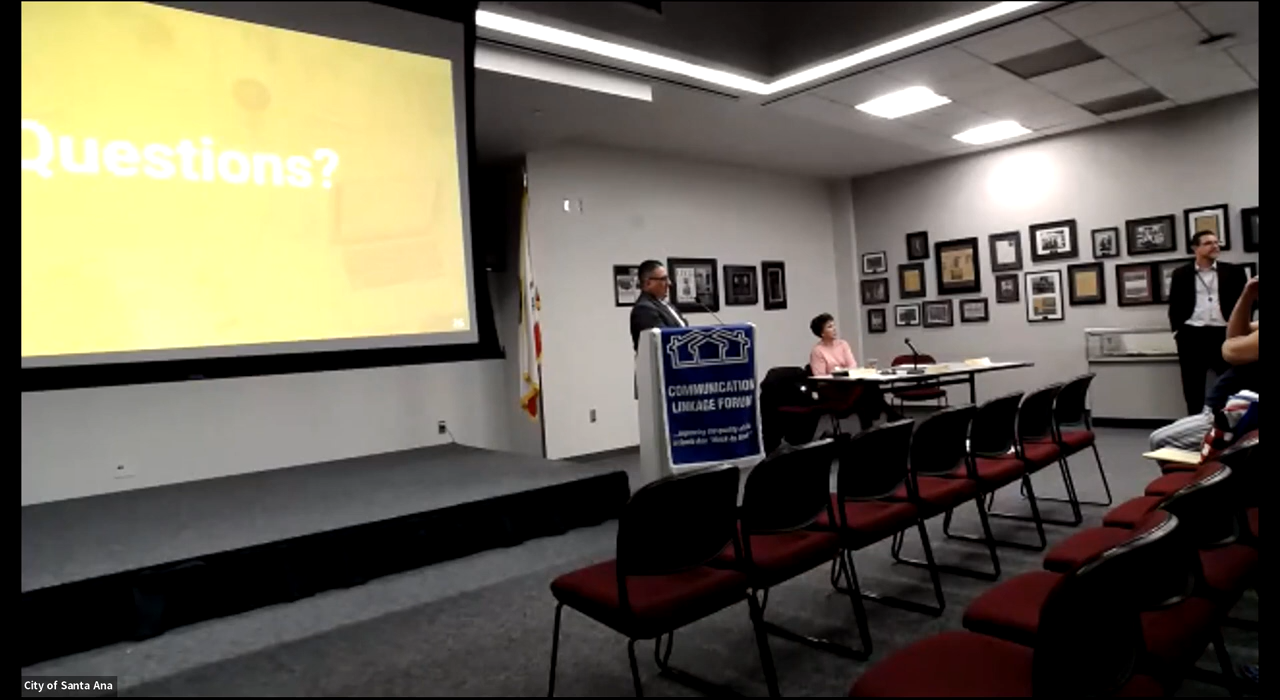 Questions?
COMMUNICATION
LINKAGE FORUM
City of Santa Ana